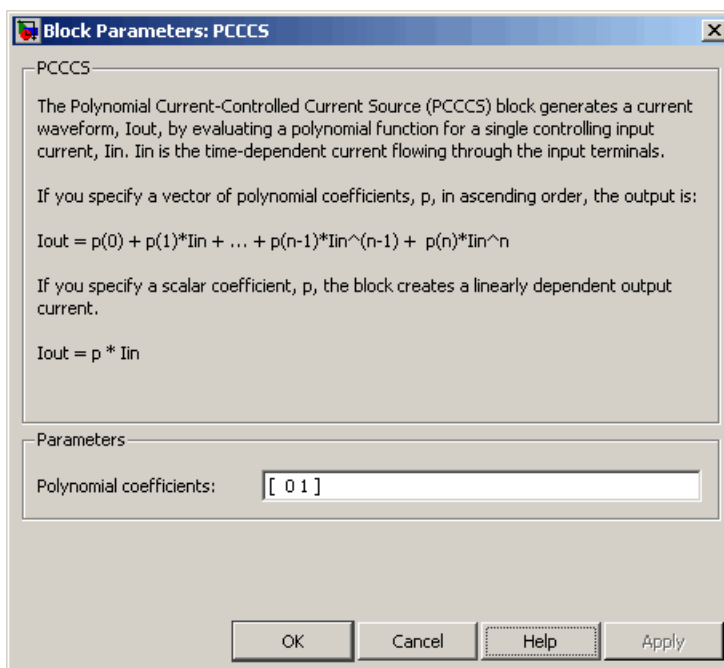 Block Parameters: PCCCS
PCCCS
The Polynomial Current-Controlled Current Source (PCCCS) block generates a current
waveform, Iout, by evaluating a polynomial function for a single controlling input
current, Iin. Iin is the time-dependent current flowing through the input terminals.
If you specify a vector of polynomial coefficients, p, in ascending order, the output is:
Iout = p(0) + p(1)*Iin + ... + p(n-1)*Iin^(n-1) +  p(n)*Iin^n
If you specify a scalar coefficient, p, the block creates a linearly dependent output
current.
Iout = p * Iin
Parameters
Polynomial coefficients: [ 0 1 ]
OK Cancel Help Apply